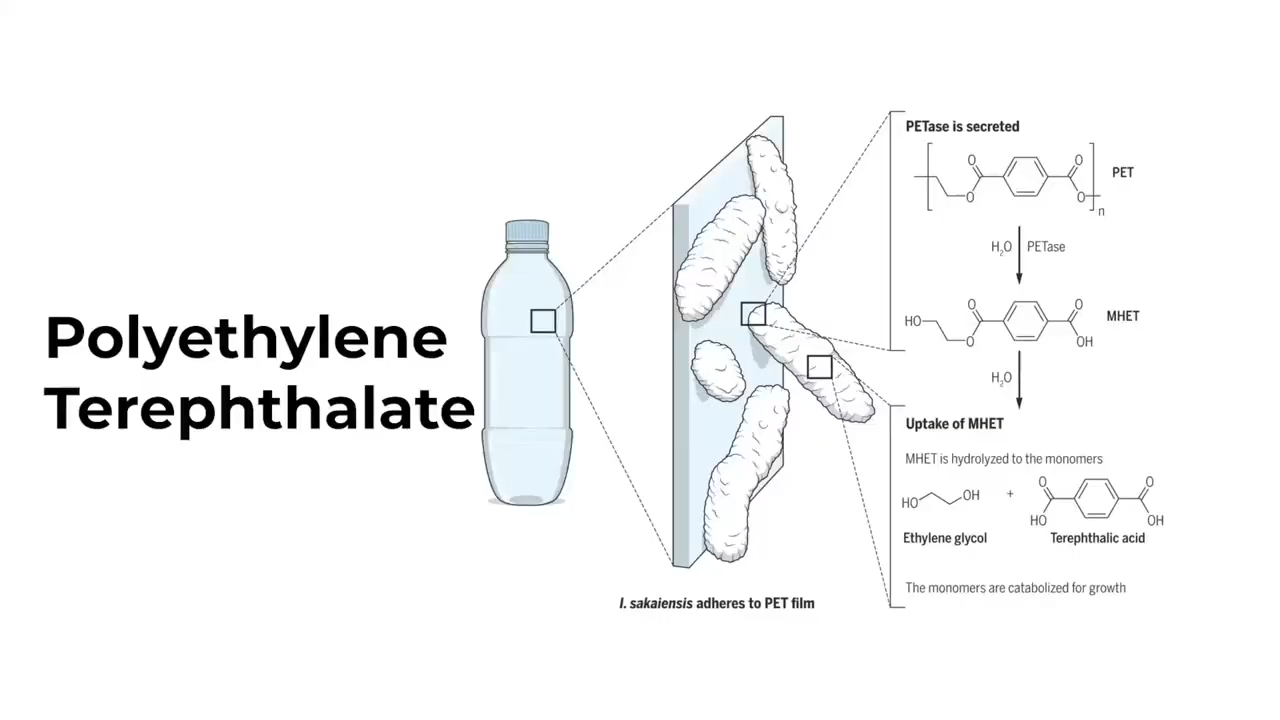 Polyethylene
Terephthalate
I. sakaiensis adheres to PET film
PETase is secreted
O
O
O
O
n
PET
H₂O
PETase
HO
O
O
O
OH
MHET
H₂O
Uptake of MHET
MHET is hydrolyzed to the monomers
HO
OH
+
O
O
HO
OH
Ethylene glycol
Terephthalic acid
The monomers are catabolized for growth